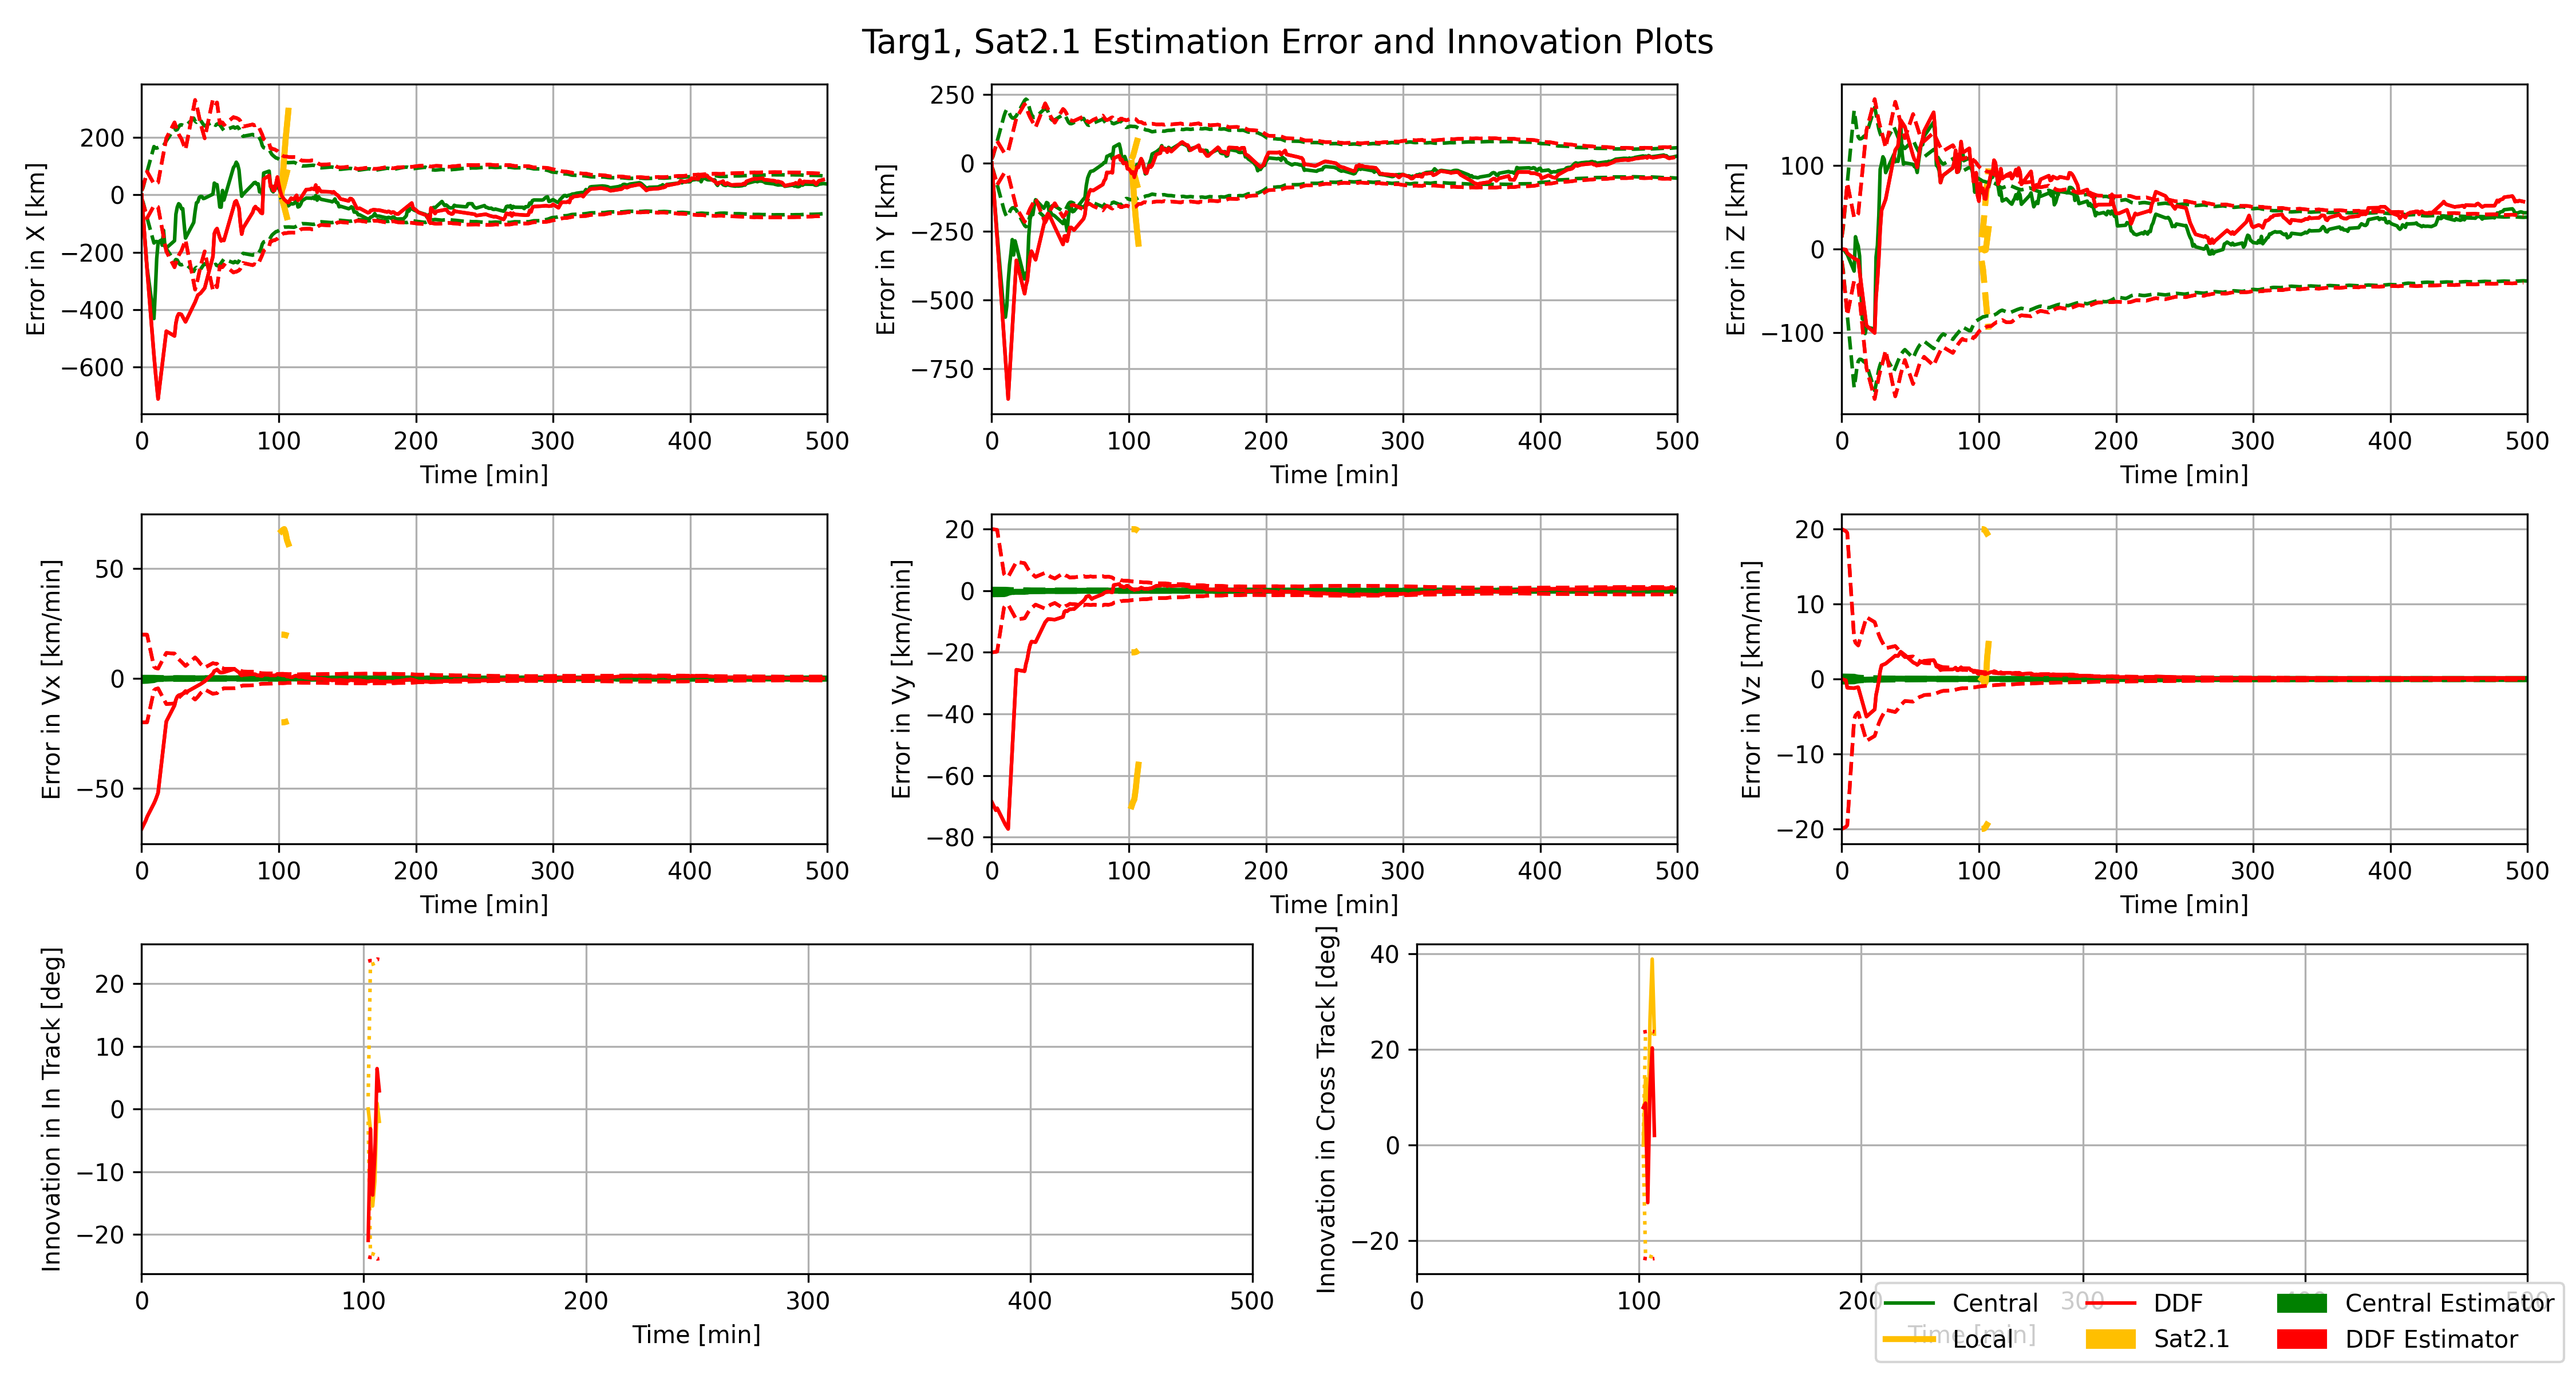 Targ1, Sat2.1 Estimation Error and Innovation Plots
Error in X [km]
200
0
−200
−400
−600
0 100 200 300 400 500
Time [min]
Error in Y [km]
250
0
−250
−500
−750
0 100 200 300 400 500
Time [min]
Error in Z [km]
100
0
−100
0 100 200 300 400 500
Time [min]
Error in Vx [km/min]
50
0
−50
0 100 200 300 400 500
Time [min]
Error in Vy [km/min]
20
0
−20
−40
−60
−80
0 100 200 300 400 500
Time [min]
Error in Vz [km/min]
20
10
0
−10
−20
0 100 200 300 400 500
Time [min]
Innovation in In Track [deg]
20
10
0
−10
−20
0 100 200 300 400 500
Time [min]
Innovation in Cross Track [deg]
40
20
0
−20
0 100 200 300 400 500
Time [min]
Central DDF Central Estimator
Local Sat2.1 DDF Estimator